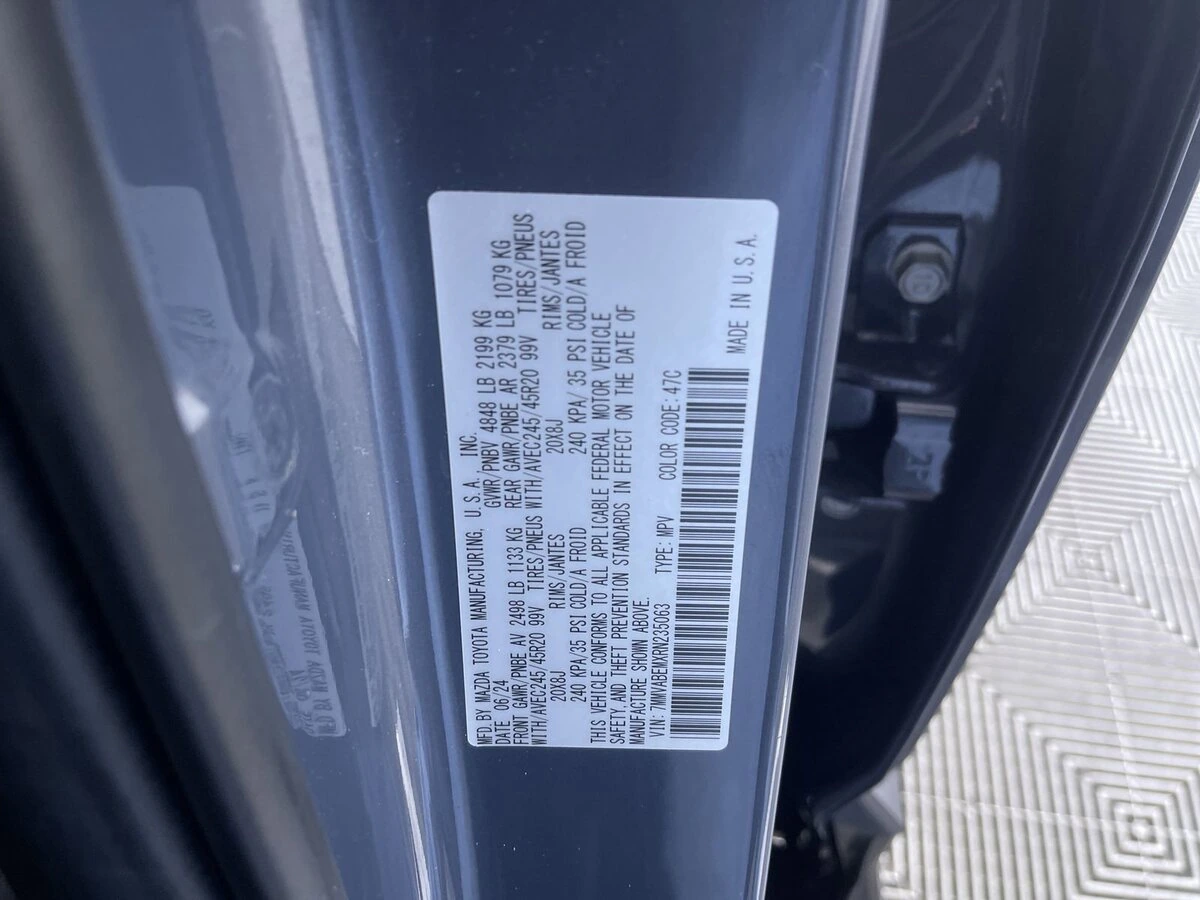 MFD.BY MAZDA TOYOTA MANUFACTURING, U.S.A., INC.
DATE 06/24 GVWR/PNBV 4848 LB 2199 KG
FRONT GAWR/PNBE AV 2498 LB 1133 KG REAR GAWR/PNBE AR 2379 LB 1079 KG
WITH/AVEC245/45R20 99V TIRES/PNEUS WITH/AVEC245/45R20 99V TIRES/PNEUS
20X8J RIMS/JANTES 20X8J RIMS/JANTES
240 KPA/35 PSI COLD/A FROID 240 KPA/35 PSI COLD/A FROID
THIS VEHICLE CONFORMS TO ALL APPLICABLE FEDERAL MOTOR VEHICLE
SAFETY,AND THEFT PREVENTION STANDARDS IN EFFECT ON THE DATE OF
MANUFACTURE SHOWN ABOVE.
VIN: 7MMVABEMXRN235063 TYPE: MPV COLOR CODE: 47C
MADE IN U.S.A.
2F